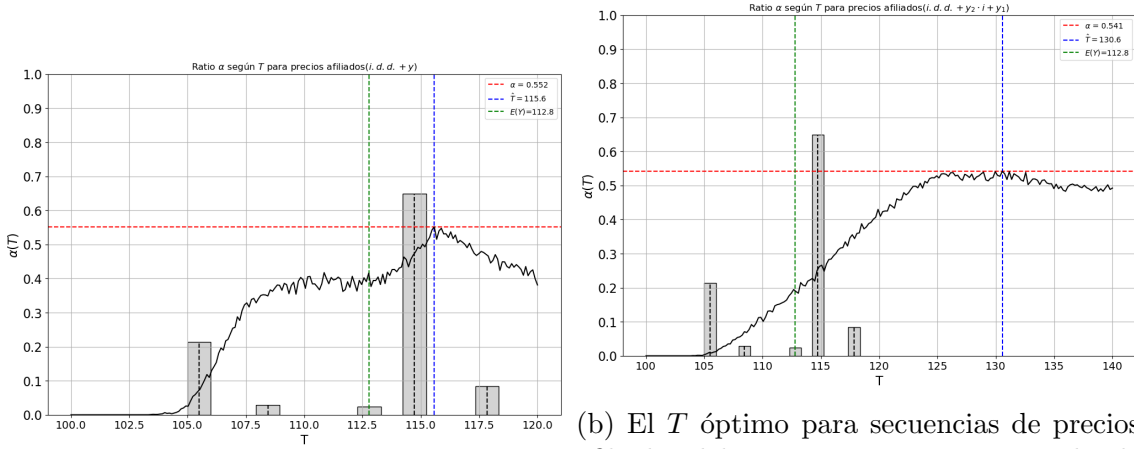 Ratio α según T para precios afiliados(i. d. d. + y)
α = 0.552
T̂ = 115.6
E(Y)=112.8
1.0
0.9
0.8
0.7
0.6
0.5
0.4
0.3
0.2
0.1
0.0
α(T)
100.0 102.5 105.0 107.5 110.0 112.5 115.0 117.5 120.0
T
Ratio α según T para precios afiliados(i. d. d. + y₂ · i + y₁)
α = 0.541
T̂ = 130.6
E(Y)=112.8
1.0
0.9
0.8
0.7
0.6
0.5
0.4
0.3
0.2
0.1
0.0
α(T)
100 105 110 115 120 125 130 135 140
T
(b) El T óptimo para secuencias de precios